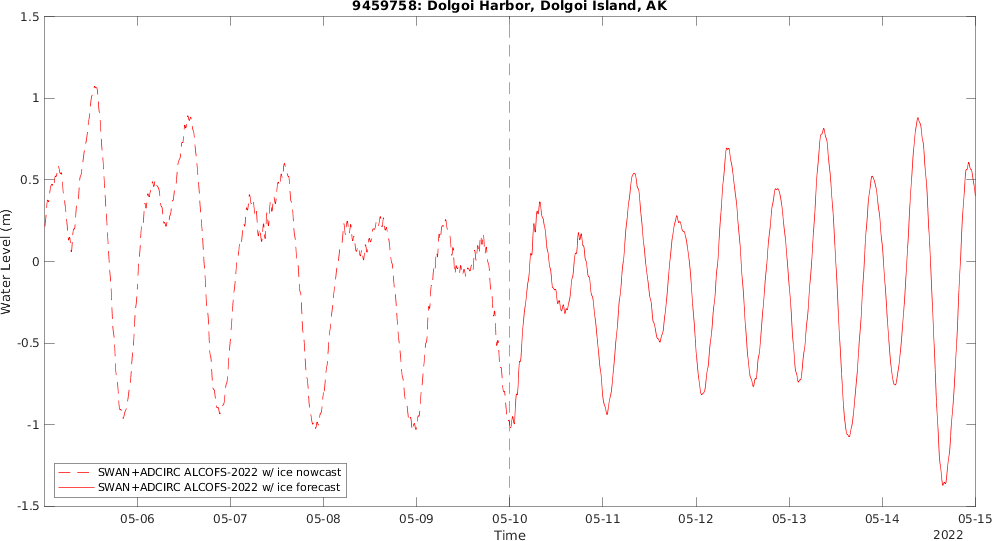 9459758: Dolgoi Harbor, Dolgoi Island, AK
1.5
1
0.5
0
-0.5
-1
-1.5
Water Level (m)
SWAN+ADCIRC ALCOFS-2022 w/ ice nowcast
SWAN+ADCIRC ALCOFS-2022 w/ ice forecast
05-06 05-07 05-08 05-09 05-10 05-11 05-12 05-13 05-14 05-15
Time
2022